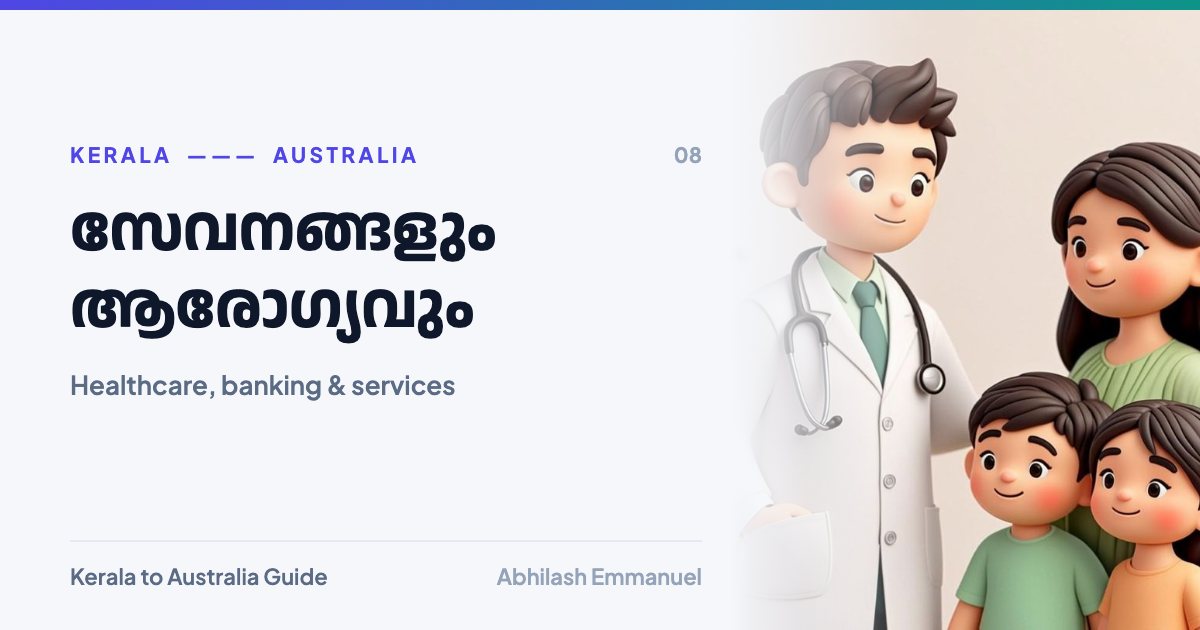 KERALA ——— AUSTRALIA 08
സേവനങ്ങളും
ആരോഗ്യവും
Healthcare, banking & services
Kerala to Australia Guide Abhilash Emmanuel